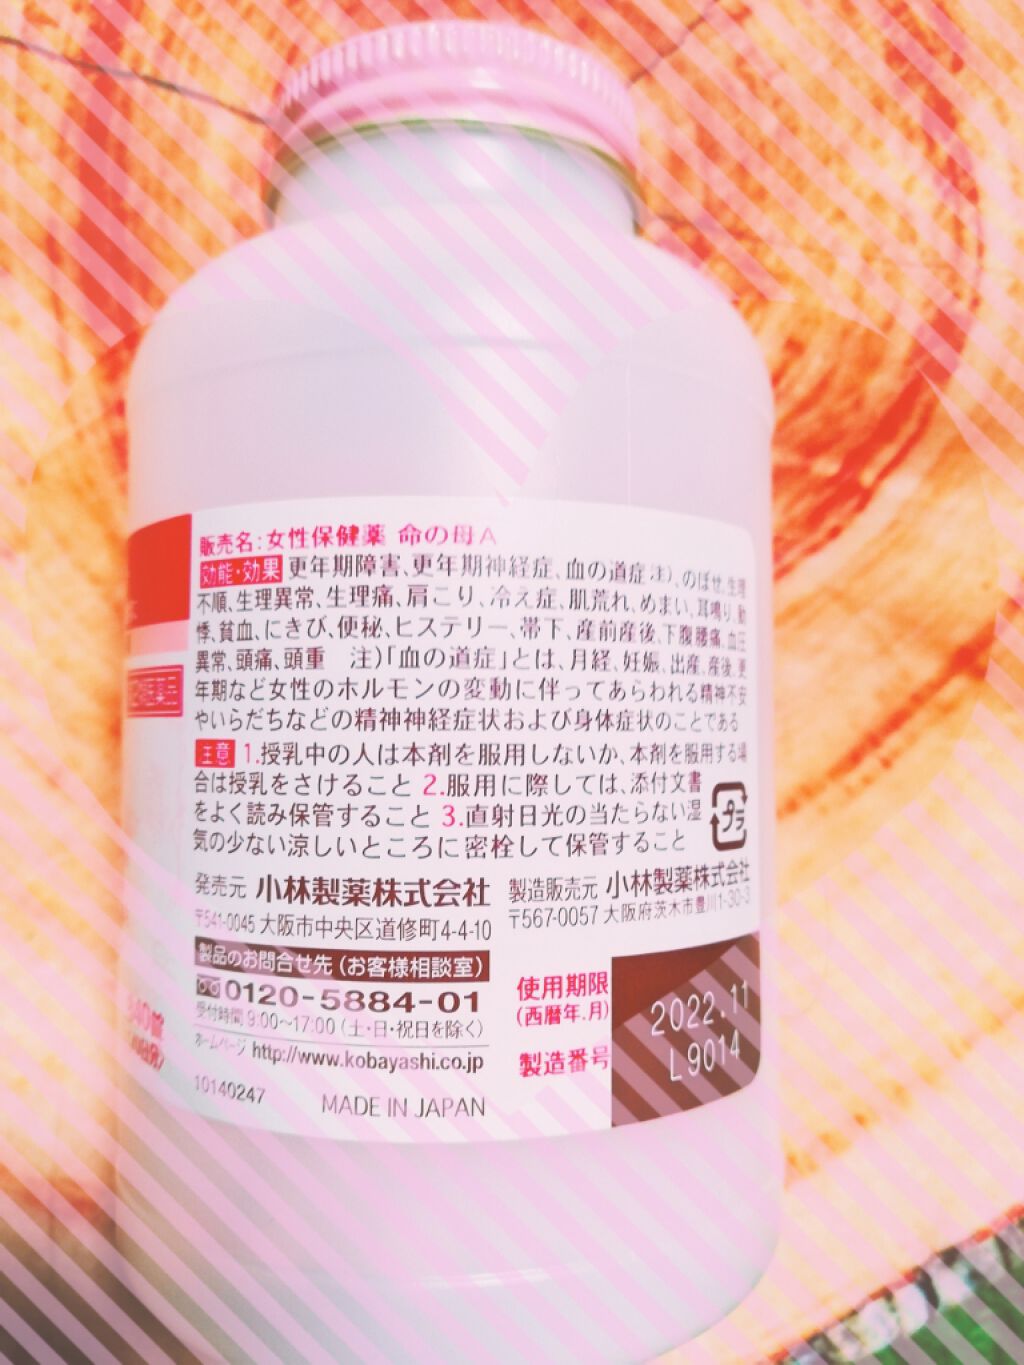 販売名:女性保健薬 命の母A
効能・効果 更年期障害、更年期神経症、血の道症注)、のぼせ、生理
不順、生理異常、生理痛、肩こり、冷え症、肌荒れ、めまい、耳鳴り、動
悸、貧血、にきび、便秘、ヒステリー、帯下、産前産後、下腹腰痛、血圧
異常、頭痛、頭重 注)「血の道症」とは、月経、妊娠、出産、産後、更
年期など女性のホルモンの変動に伴ってあらわれる精神不安
やいらだちなどの精神神経症状および身体症状のことである
注意 1.授乳中の人は本剤を服用しないか、本剤を服用する場
合は授乳をさけること 2.服用に際しては、添付文書
をよく読み保管すること 3.直射日光の当たらない湿
気の少ない涼しいところに密栓して保管すること
プラ
発売元 小林製薬株式会社
〒541-0045 大阪市中央区道修町4-4-10
製造販売元 小林製薬株式会社
〒567-0057 大阪府茨木市豊川1-30-3
製品のお問合せ先(お客様相談室)
0120-5884-01
受付時間 9:00~17:00(土・日・祝日を除く)
ホームページ http://www.kobayashi.co.jp
10140247 MADE IN JAPAN
使用期限
(西暦年.月)
2022.11
製造番号
L9014